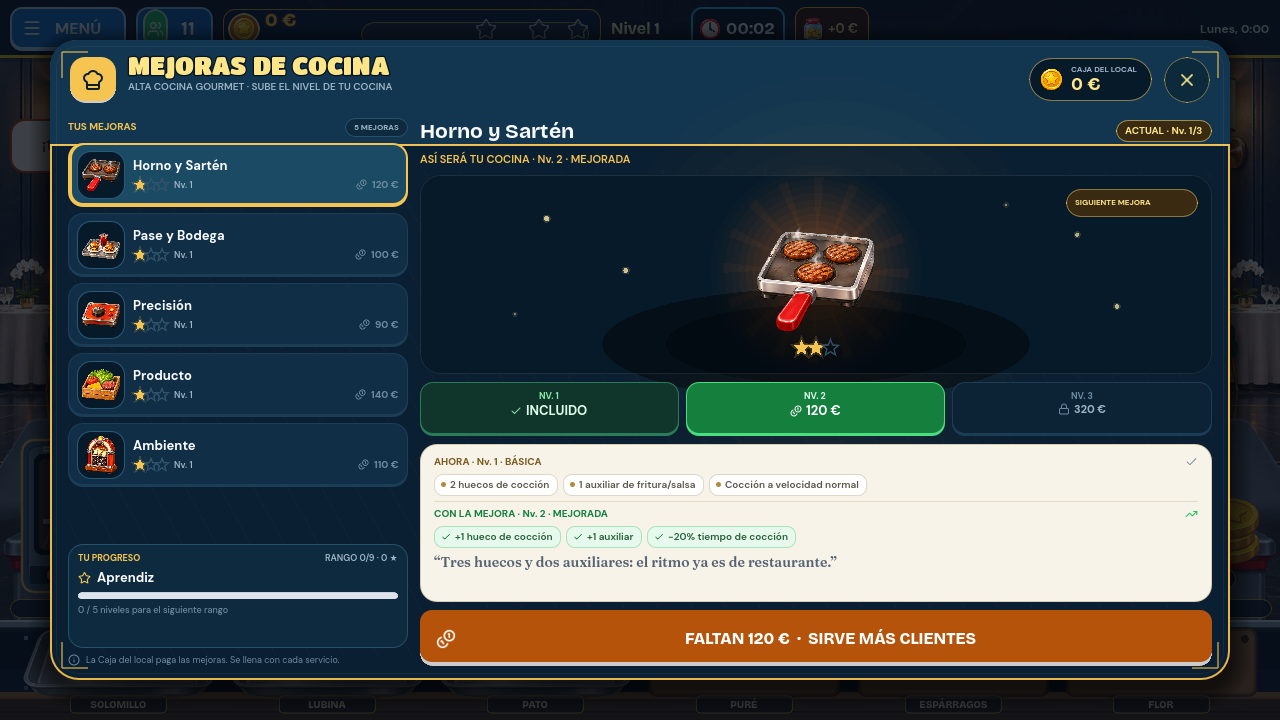 MENÚ
11
0 €
Nivel 1
00:02
+0 €
Lunes, 0:00
MEJORAS DE COCINA
ALTA COCINA GOURMET · SUBE EL NIVEL DE TU COCINA
CAJA DEL LOCAL
0 €
TUS MEJORAS
5 MEJORAS
Horno y Sartén
Nv. 1
120 €
Pase y Bodega
Nv. 1
100 €
Precisión
Nv. 1
90 €
Producto
Nv. 1
140 €
Ambiente
Nv. 1
110 €
TU PROGRESO
RANGO 0/9 · 0 ★
Aprendiz
0 / 5 niveles para el siguiente rango
La Caja del local paga las mejoras. Se llena con cada servicio.
Horno y Sartén
ACTUAL · Nv. 1/3
ASÍ SERÁ TU COCINA · Nv. 2 · MEJORADA
SIGUIENTE MEJORA
NV. 1
INCLUIDO
NV. 2
120 €
NV. 3
320 €
AHORA · Nv. 1 · BÁSICA
2 huecos de cocción
1 auxiliar de fritura/salsa
Cocción a velocidad normal
CON LA MEJORA · Nv. 2 · MEJORADA
+1 hueco de cocción
+1 auxiliar
−20% tiempo de cocción
“Tres huecos y dos auxiliares: el ritmo ya es de restaurante.”
FALTAN 120 € · SIRVE MÁS CLIENTES
SOLOMILLO
LUBINA
PATO
PURÉ
ESPÁRRAGOS
FLOR